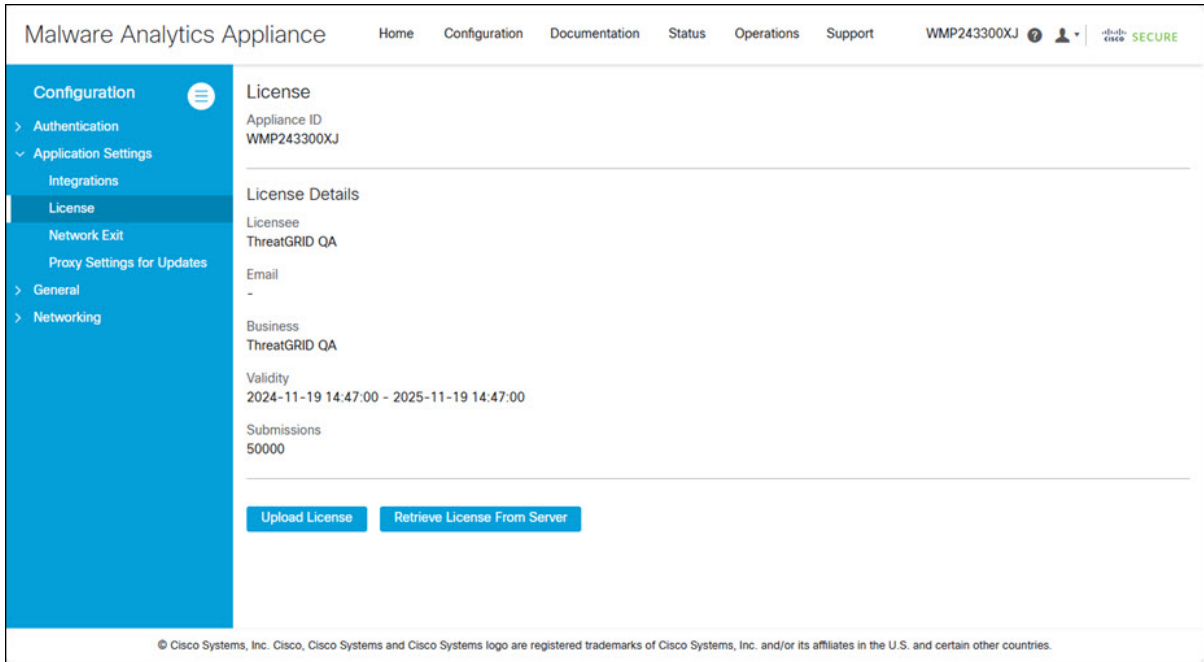 Malware Analytics Appliance Home Configuration Documentation Status Operations Support WMP243300XJ ? cisco SECURE
Configuration
> Authentication
Application Settings
Integrations
License
Network Exit
Proxy Settings for Updates
> General
> Networking
License
Appliance ID
WMP243300XJ
License Details
Licensee
ThreatGRID QA
Email
-
Business
ThreatGRID QA
Validity
2024-11-19 14:47:00 - 2025-11-19 14:47:00
Submissions
50000
Upload License Retrieve License From Server
© Cisco Systems, Inc. Cisco, Cisco Systems and Cisco Systems logo are registered trademarks of Cisco Systems, Inc. and/or its affiliates in the U.S. and certain other countries.